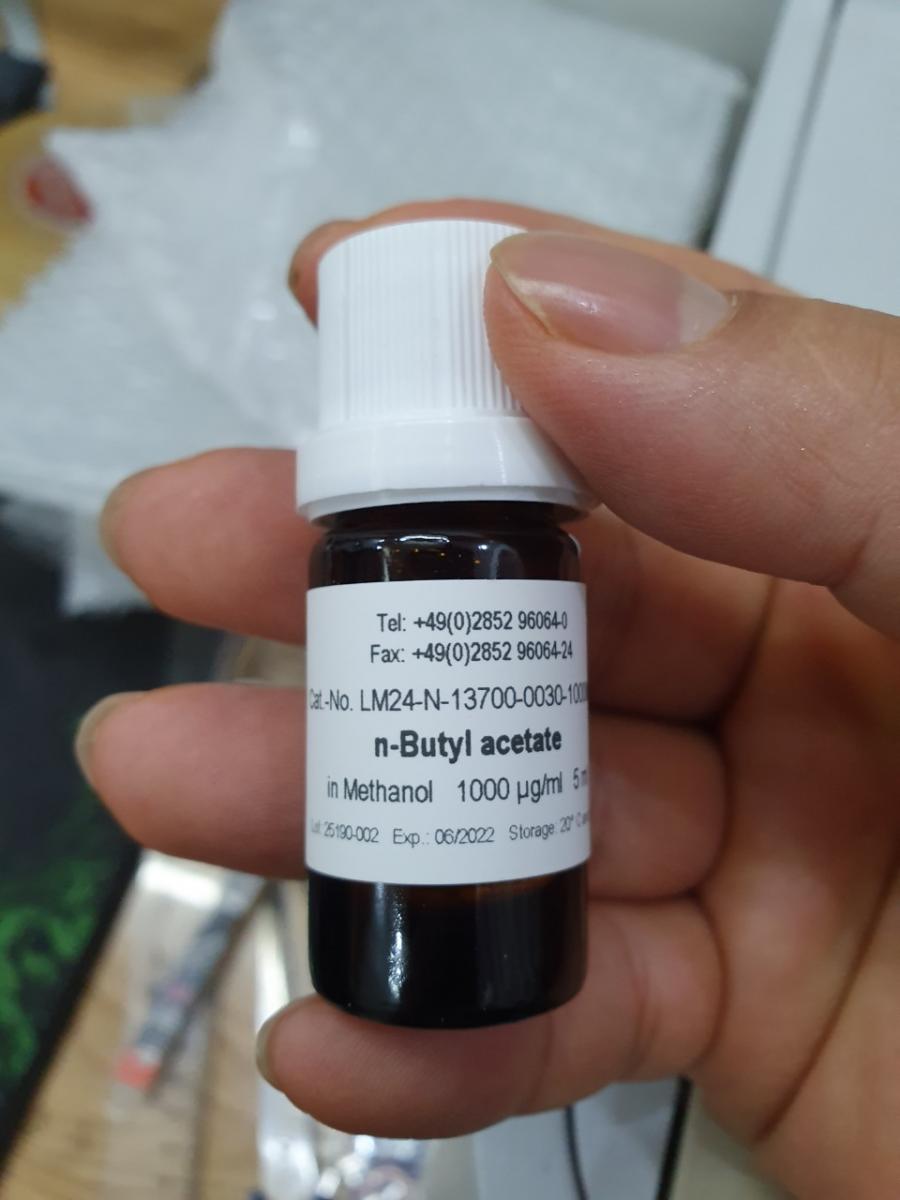 Tel: +49(0)2852 96064-0
Fax: +49(0)2852 96064-24
Cat.-No. LM24-N-13700-0030-1000
n-Butyl acetate
in Methanol 1000 µg/ml 5
Lot 25190-002 Exp.: 06/2022 Storage: 20° C